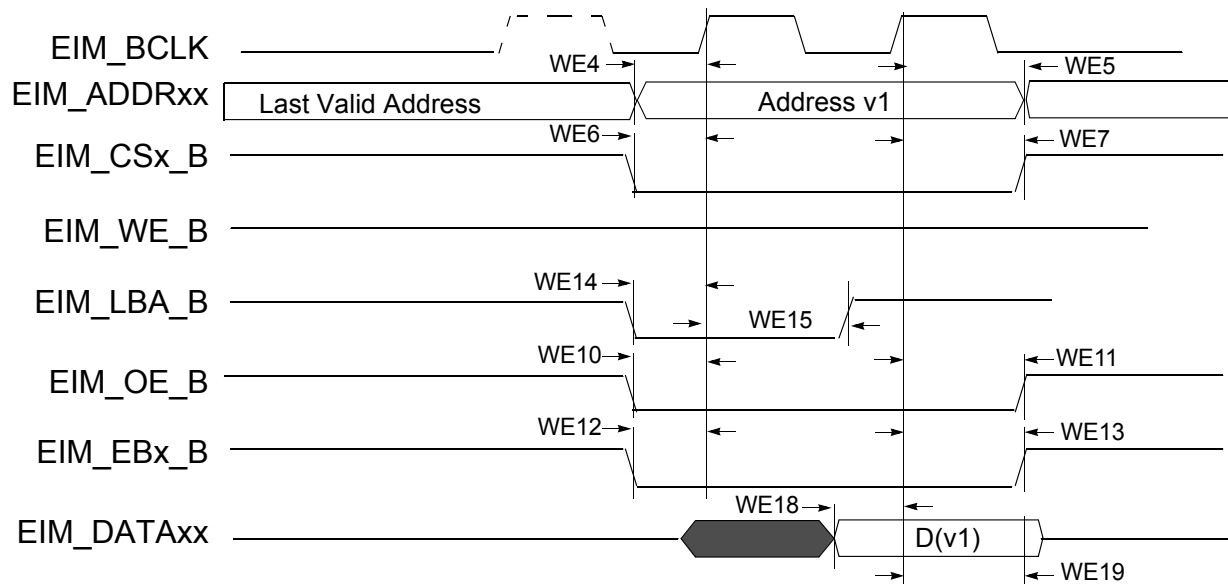 EIM_BCLK
WE4
WE5
EIM_ADDRxx
Last Valid Address
Address v1
WE6
WE7
EIM_CSx_B
EIM_WE_B
WE14
EIM_LBA_B
WE15
WE10
WE11
EIM_OE_B
WE12
WE13
EIM_EBx_B
WE18
EIM_DATAxx
D(v1)
WE19